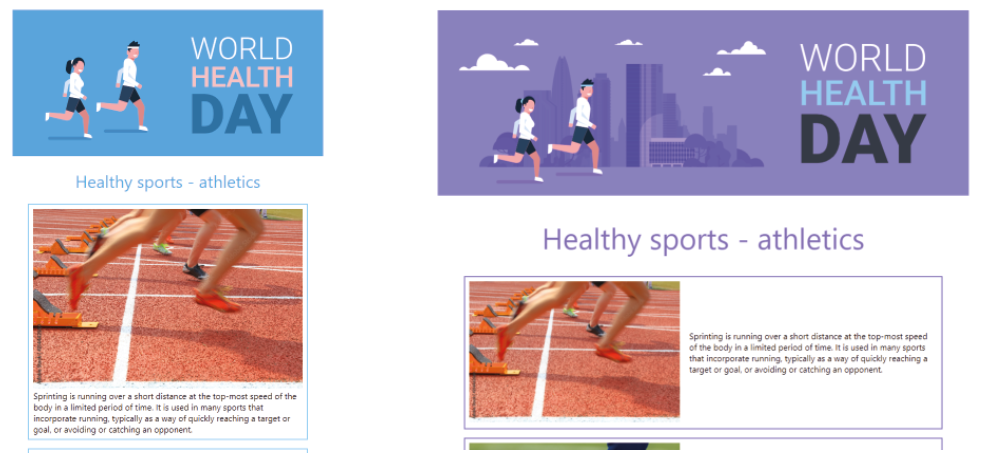 WORLD
HEALTH
DAY
Healthy sports - athletics
Sprinting is running over a short distance at the top-most speed of the
body in a limited period of time. It is used in many sports that
incorporate running, typically as a way of quickly reaching a target or
goal, or avoiding or catching an opponent.
WORLD
HEALTH
DAY
Healthy sports - athletics
Sprinting is running over a short distance at the top-most speed
of the body in a limited period of time. It is used in many sports
that incorporate running, typically as a way of quickly reaching a
target or goal, or avoiding or catching an opponent.